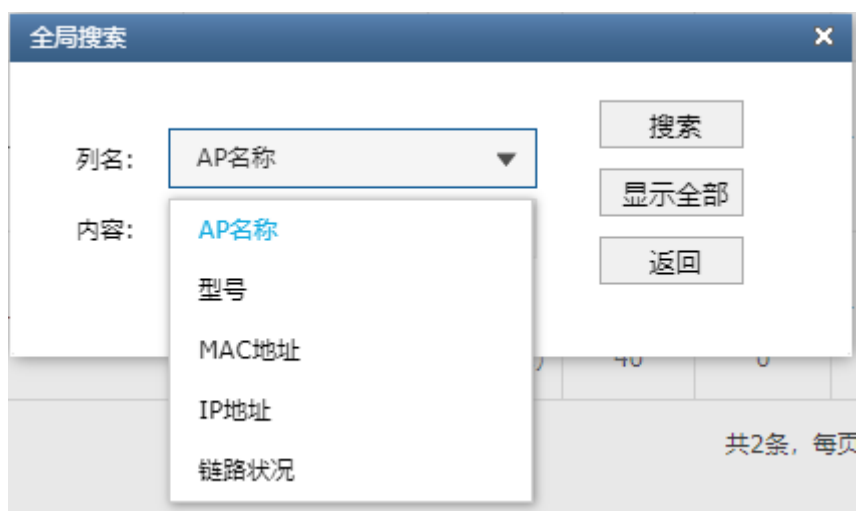 全局搜索
列名：
AP名称
搜索
显示全部
内容：
AP名称
返回
型号
MAC地址
IP地址
链路状况
40
0
共2条，每页